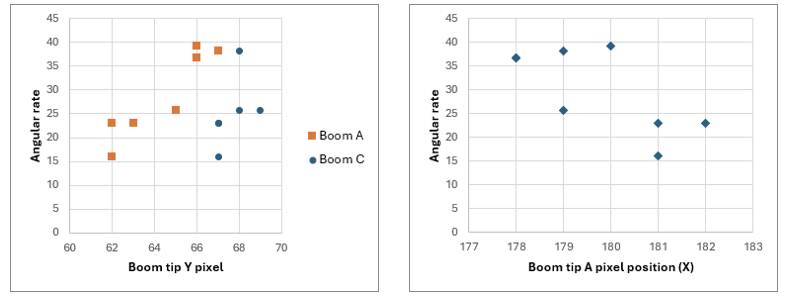 45
40
35
30
25
20
15
10
5
0
60 62 64 66 68 70
Angular rate
Boom tip Y pixel
Boom A
Boom C
45
40
35
30
25
20
15
10
5
0
177 178 179 180 181 182 183
Angular rate
Boom tip A pixel position (X)